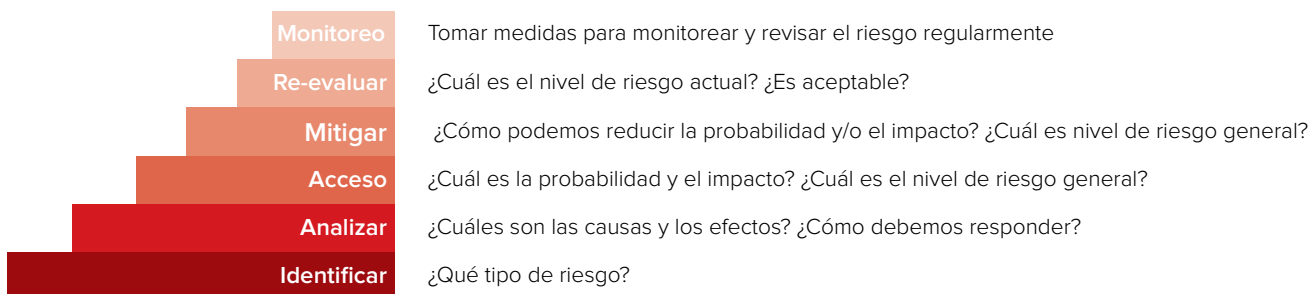 Monitoreo Tomar medidas para monitorear y revisar el riesgo regularmente
Re-evaluar ¿Cuál es el nivel de riesgo actual? ¿Es aceptable?
Mitigar ¿Cómo podemos reducir la probabilidad y/o el impacto? ¿Cuál es nivel de riesgo general?
Acceso ¿Cuál es la probabilidad y el impacto? ¿Cuál es el nivel de riesgo general?
Analizar ¿Cuáles son las causas y los efectos? ¿Cómo debemos responder?
Identificar ¿Qué tipo de riesgo?